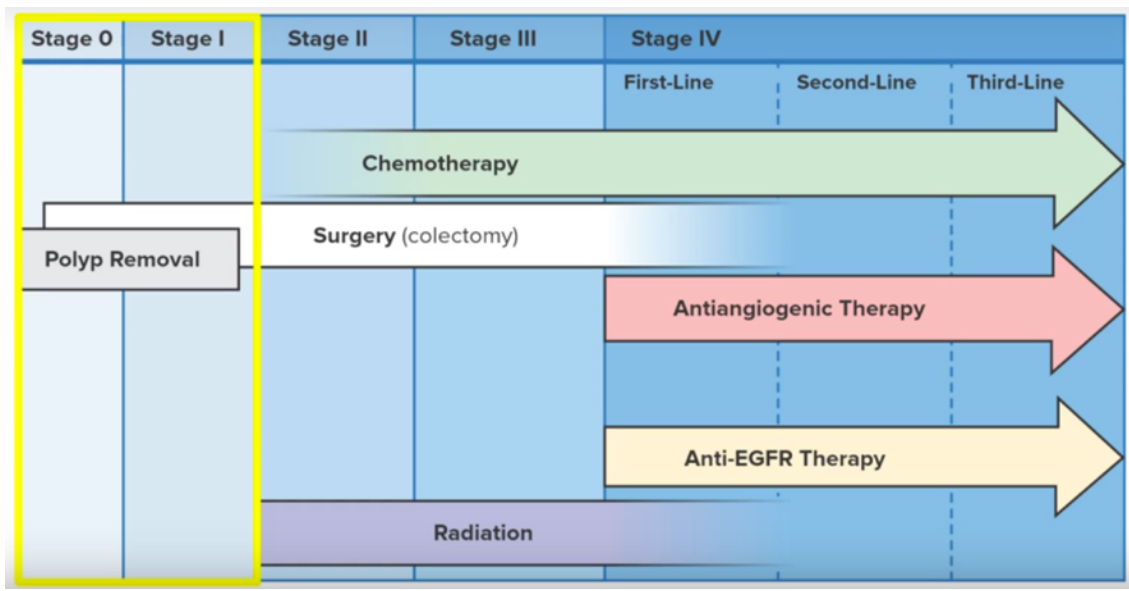 Stage 0 Stage I Stage II Stage III Stage IV
First-Line Second-Line Third-Line
Chemotherapy
Surgery (colectomy)
Polyp Removal
Antiangiogenic Therapy
Anti-EGFR Therapy
Radiation